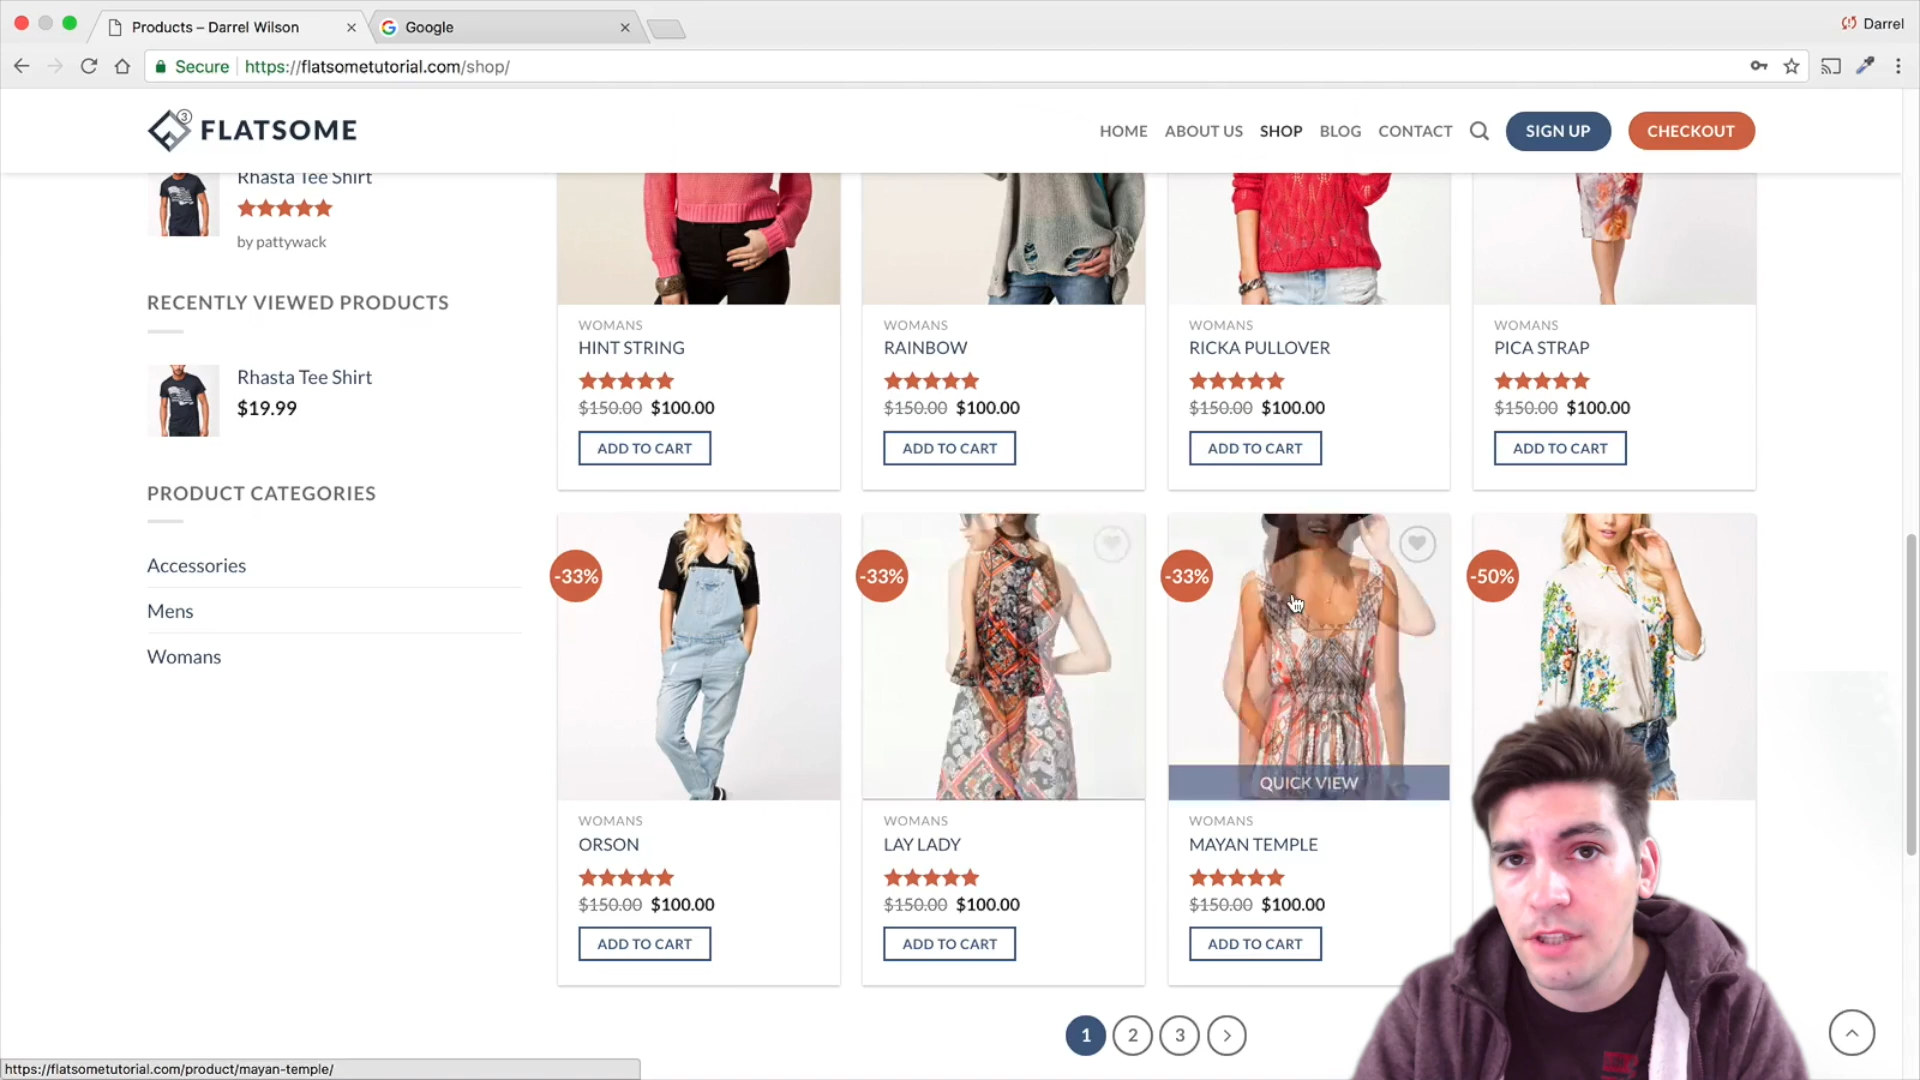 Products – Darrel Wilson
Google
Darrel
Secure
https://flatsometutorial.com/shop/
3
FLATSOME
HOME
ABOUT US
SHOP
BLOG
CONTACT
SIGN UP
CHECKOUT
Rhasta Tee Shirt
by pattywack
RECENTLY VIEWED PRODUCTS
Rhasta Tee Shirt
$19.99
PRODUCT CATEGORIES
Accessories
Mens
Womans
WOMANS
HINT STRING
$150.00 $100.00
ADD TO CART
WOMANS
RAINBOW
$150.00 $100.00
ADD TO CART
WOMANS
RICKA PULLOVER
$150.00 $100.00
ADD TO CART
WOMANS
PICA STRAP
$150.00 $100.00
ADD TO CART
-33%
WOMANS
ORSON
$150.00 $100.00
ADD TO CART
-33%
WOMANS
LAY LADY
$150.00 $100.00
ADD TO CART
-33%
QUICK VIEW
WOMANS
MAYAN TEMPLE
$150.00 $100.00
ADD TO CART
-50%
1
2
3
https://flatsometutorial.com/product/mayan-temple/